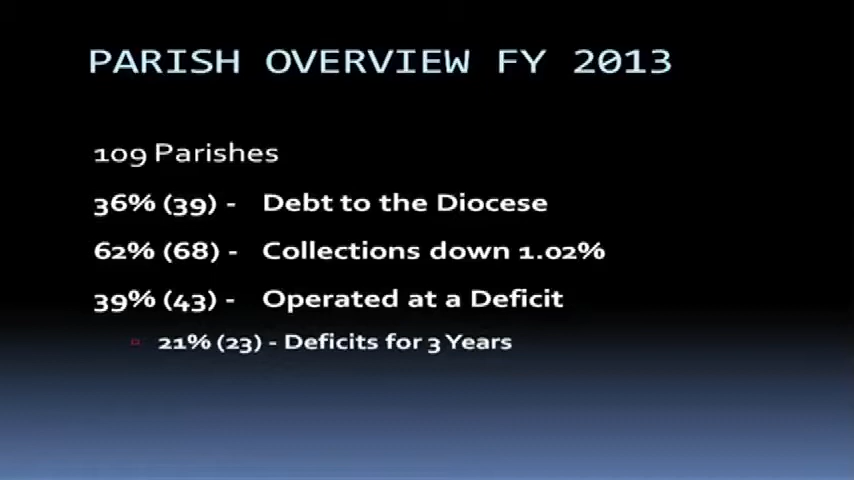 PARISH OVERVIEW FY 2013
109 Parishes
36% (39) - Debt to the Diocese
62% (68) - Collections down 1.02%
39% (43) - Operated at a Deficit
21% (23) - Deficits for 3 Years